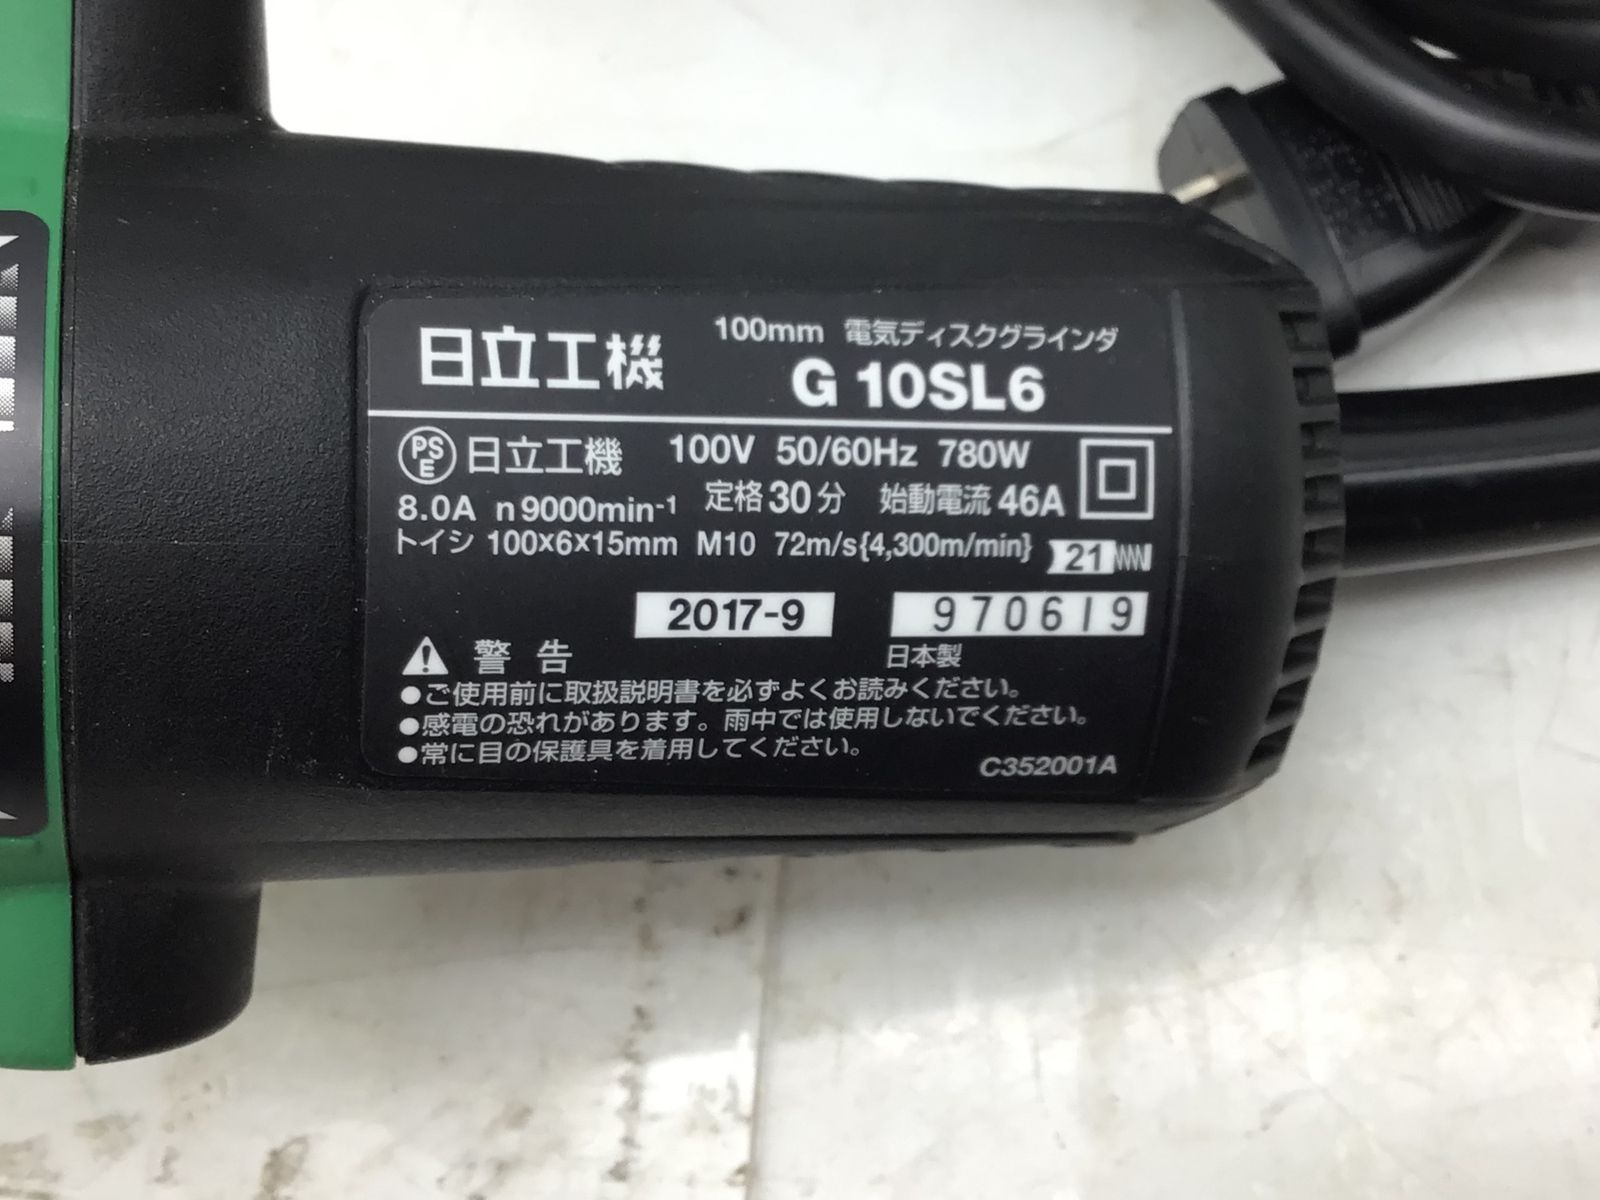 100mm 電気ディスクグラインダ
日立工機 G 10SL6
PSE 日立工機 100V 50/60Hz 780W
8.0A n 9000min-1 定格30分 始動電流46A
トイシ 100×6×15mm M10 72m/s{4,300m/min} 21
2017-9 970619
警告 日本製
●ご使用前に取扱説明書を必ずよくお読みください。
●感電の恐れがあります。雨中では使用しないでください。
●常に目の保護具を着用してください。
C352001A